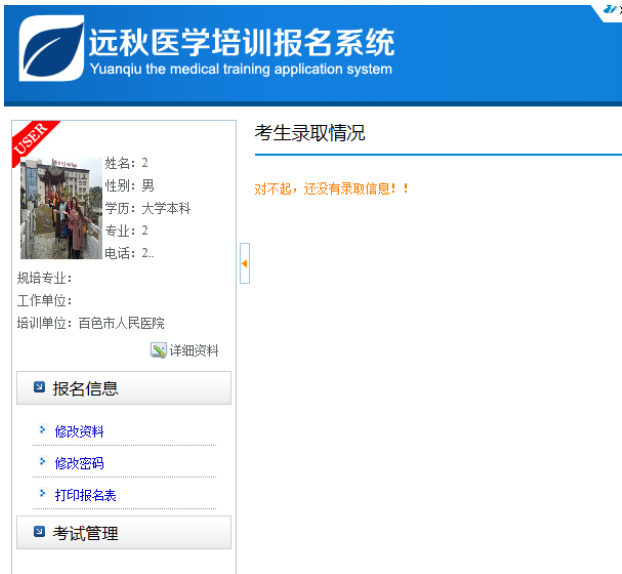 远秋医学培训报名系统
Yuanqiu the medical training application system
USER
姓名: 2
性别: 男
学历: 大学本科
专业: 2
电话: 2..
规培专业:
工作单位:
培训单位: 百色市人民医院
详细资料
报名信息
修改资料
修改密码
打印报名表
考试管理
考生录取情况
对不起，还没有录取信息！！